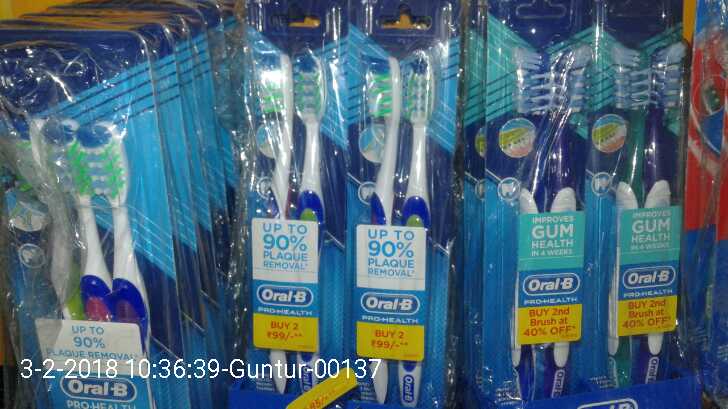 UP TO
90%
PLAQUE
REMOVAL*
Oral-B
PRO-HEALTH
BUY 2
₹99/-**
UP TO
90%
PLAQUE
REMOVAL*
Oral-B
PRO-HEALTH
BUY 2
₹99/-**
IMPROVES
GUM
HEALTH
IN 4 WEEKS
Oral-B
PRO-HEALTH
BUY 2nd
Brush at
40% OFF*
IMPROVES
GUM
HEALTH
IN 4 WEEKS
Oral-B
PRO-HEALTH
BUY 2nd
Brush at
40% OFF*
UP TO
90%
PLAQUE REMOVAL*
Oral-B
PRO-HEALTH
Oral-B
Oral-B
3-2-2018 10:36:39-Guntur-00137